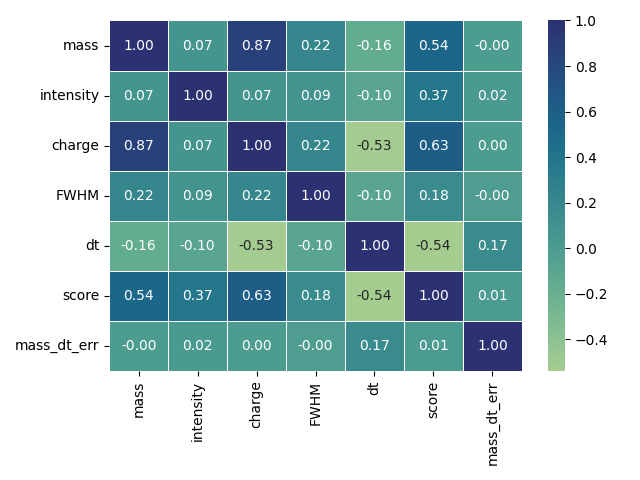 mass 1.00 0.07 0.87 0.22 -0.16 0.54 -0.00
intensity 0.07 1.00 0.07 0.09 -0.10 0.37 0.02
charge 0.87 0.07 1.00 0.22 -0.53 0.63 0.00
FWHM 0.22 0.09 0.22 1.00 -0.10 0.18 -0.00
dt -0.16 -0.10 -0.53 -0.10 1.00 -0.54 0.17
score 0.54 0.37 0.63 0.18 -0.54 1.00 0.01
mass_dt_err -0.00 0.02 0.00 -0.00 0.17 0.01 1.00
mass intensity charge FWHM dt score mass_dt_err
1.0
0.8
0.6
0.4
0.2
0.0
−0.2
−0.4